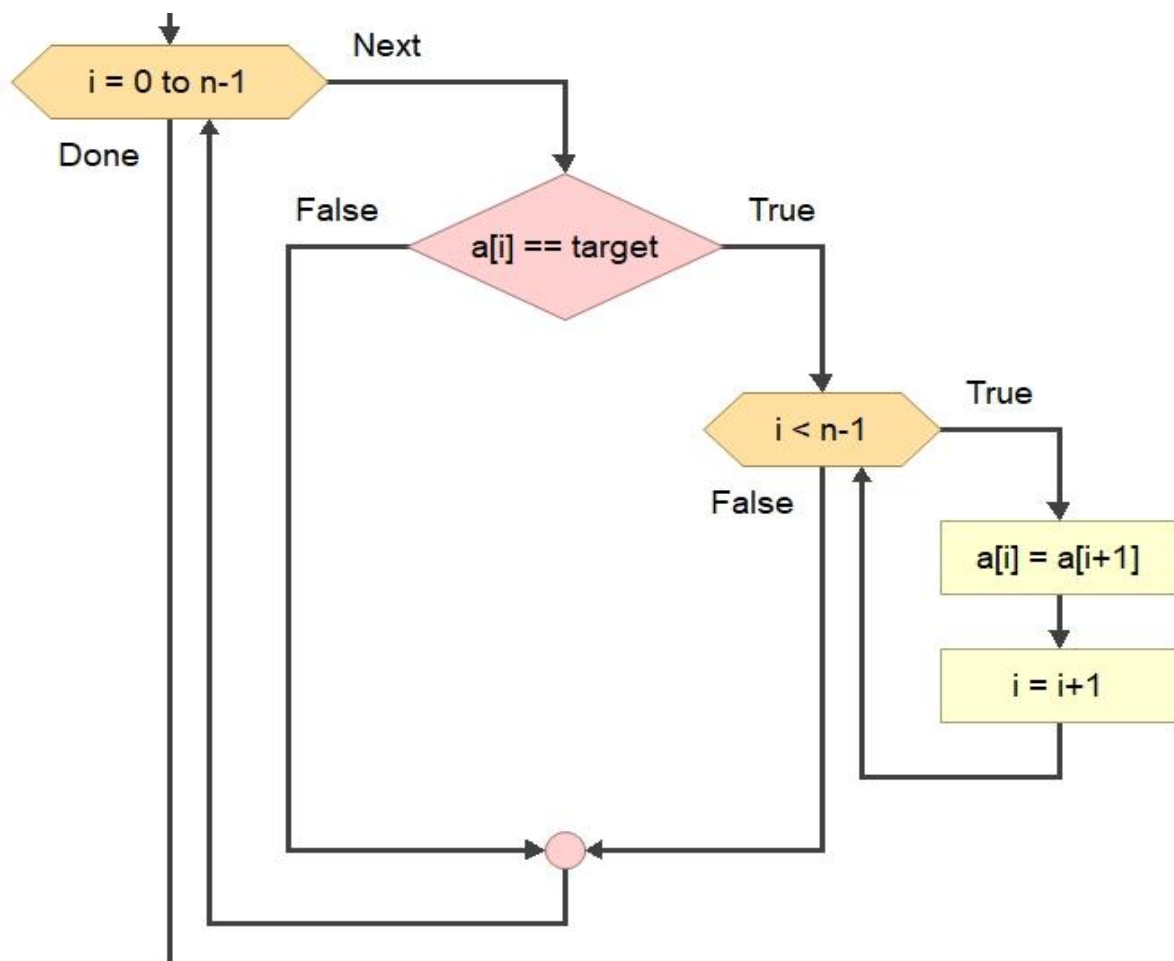 Next
i = 0 to n-1
Done
False
True
a[i] == target
True
i < n-1
False
a[i] = a[i+1]
i = i+1